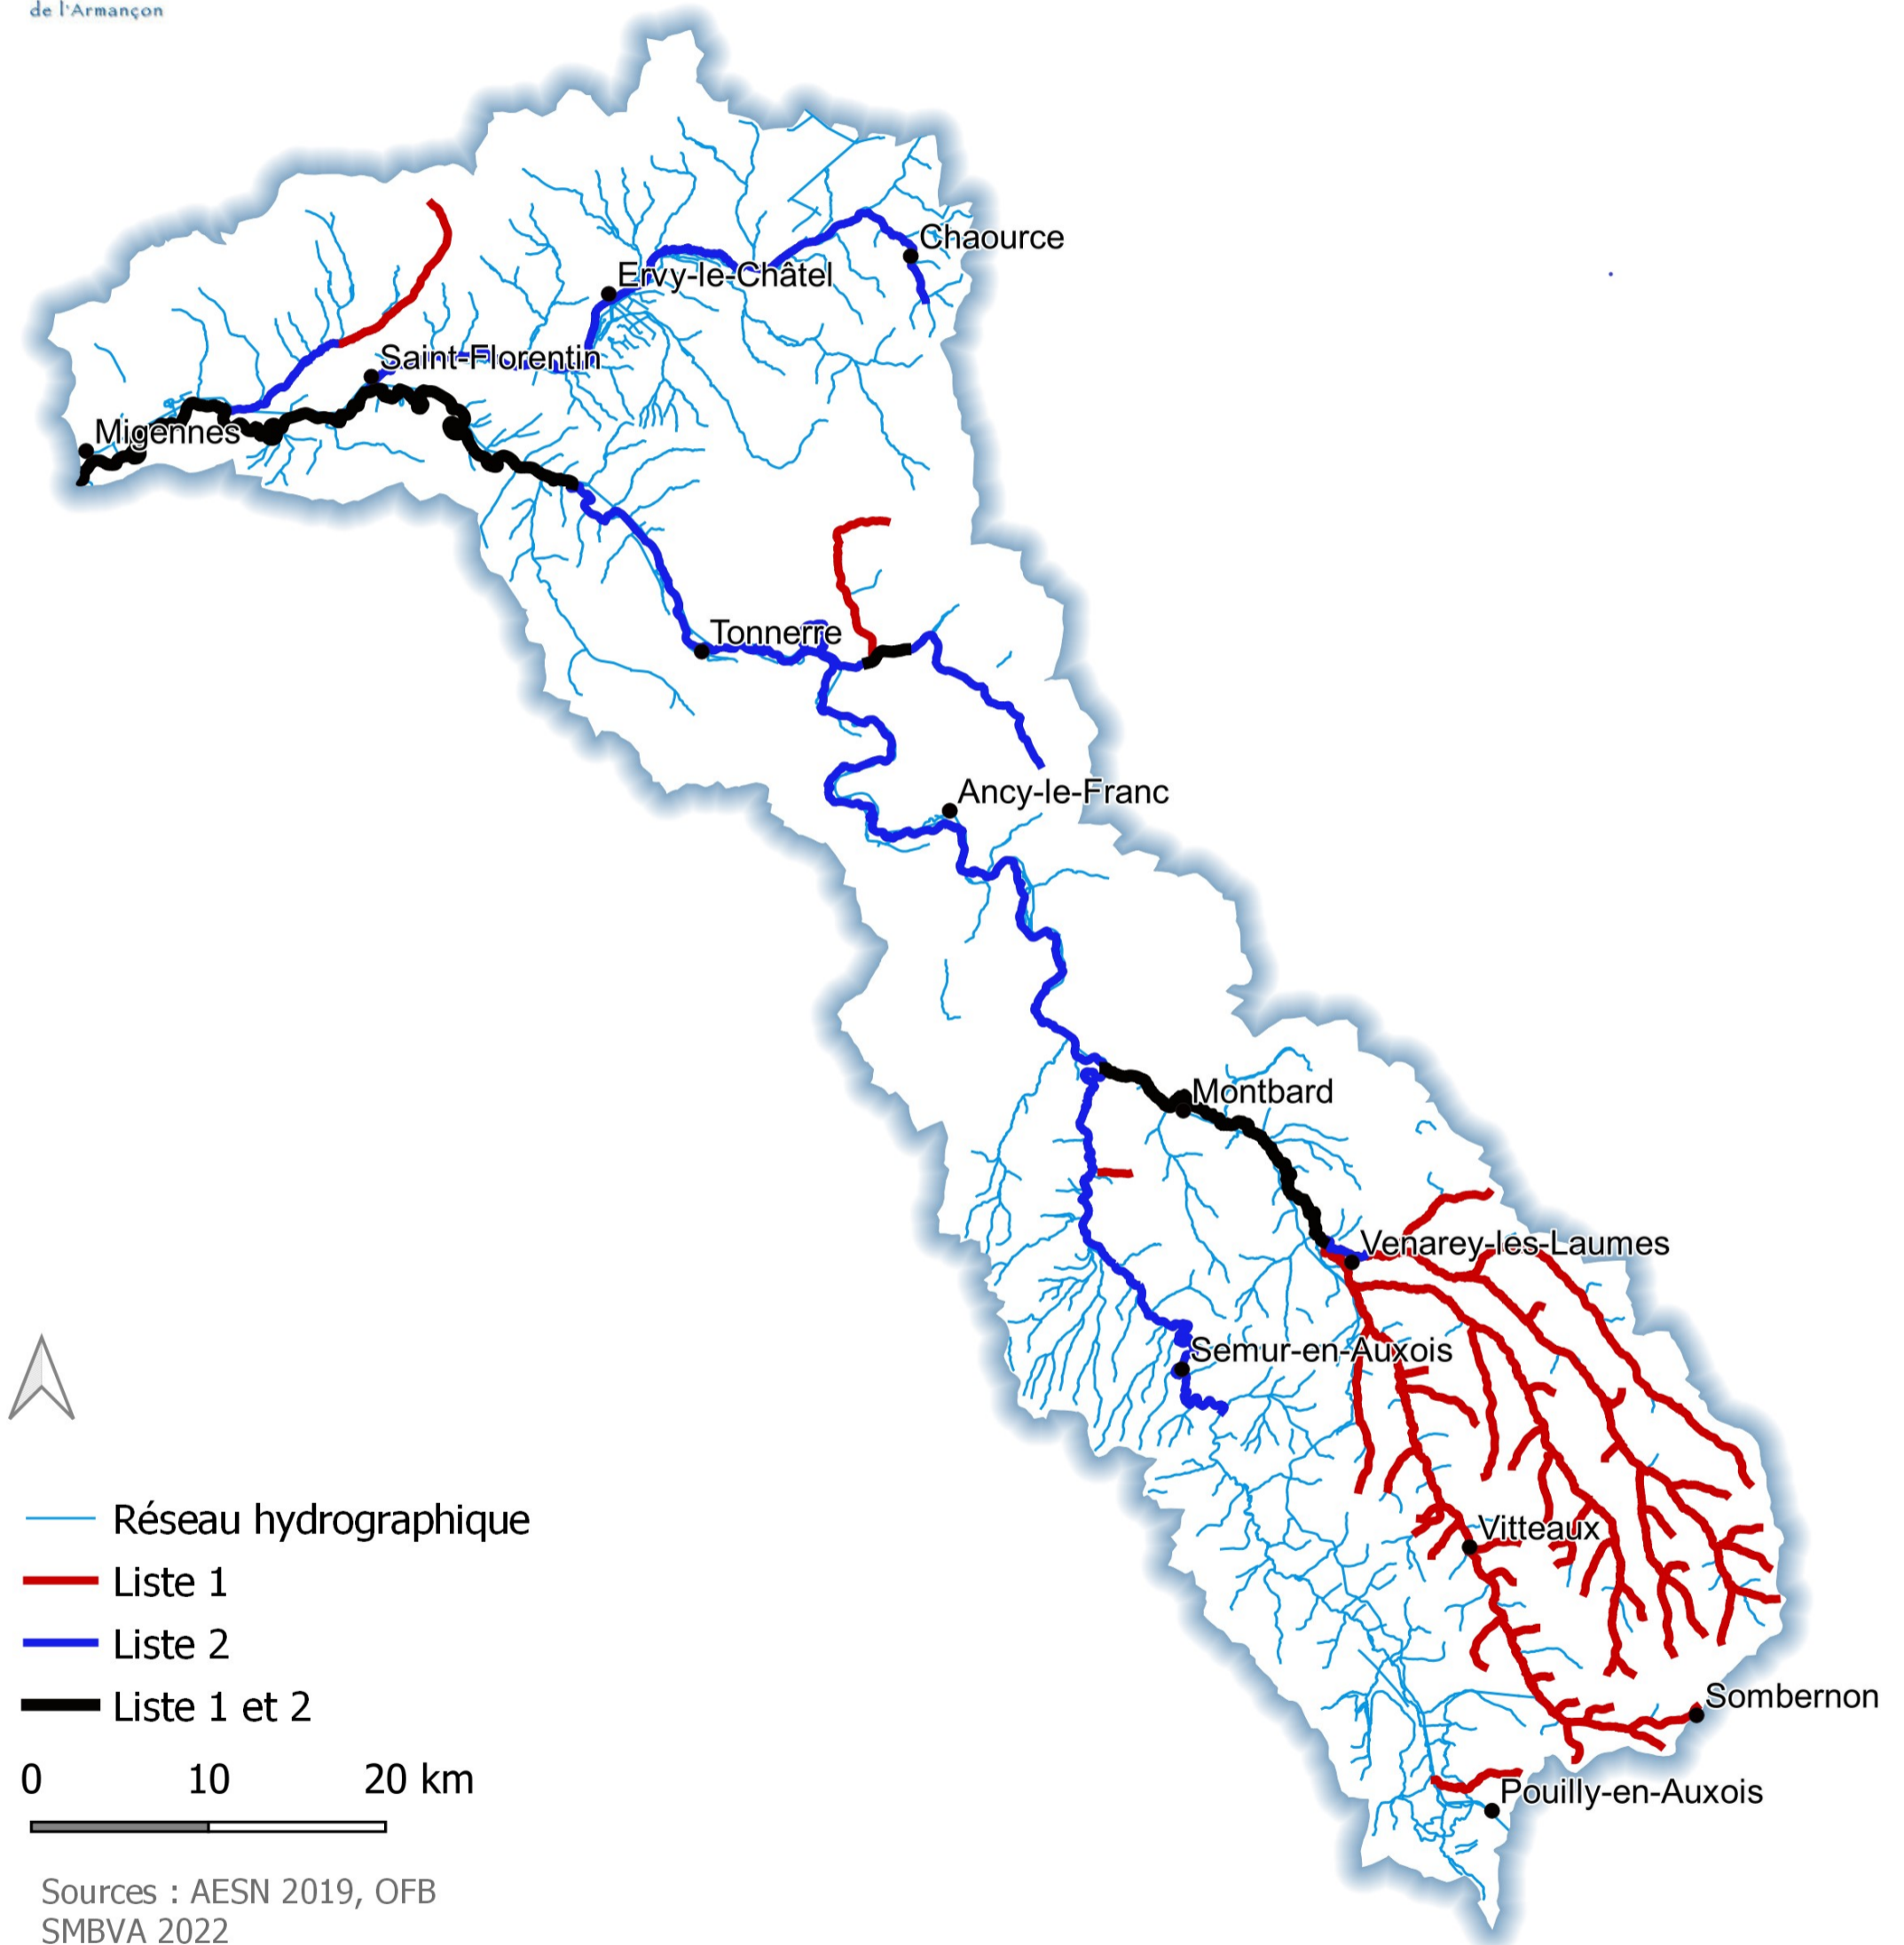 de l'Armançon
Chaource
Ervy-le-Châtel
Saint-Florentin
Migennes
Tonnerre
Ancy-le-Franc
Montbard
Venarey-les-Laumes
Semur-en-Auxois
Réseau hydrographique
Vitteaux
Liste 1
Liste 2
Liste 1 et 2
Sombernon
0 10 20 km
Pouilly-en-Auxois
Sources : AESN 2019, OFB
SMBVA 2022